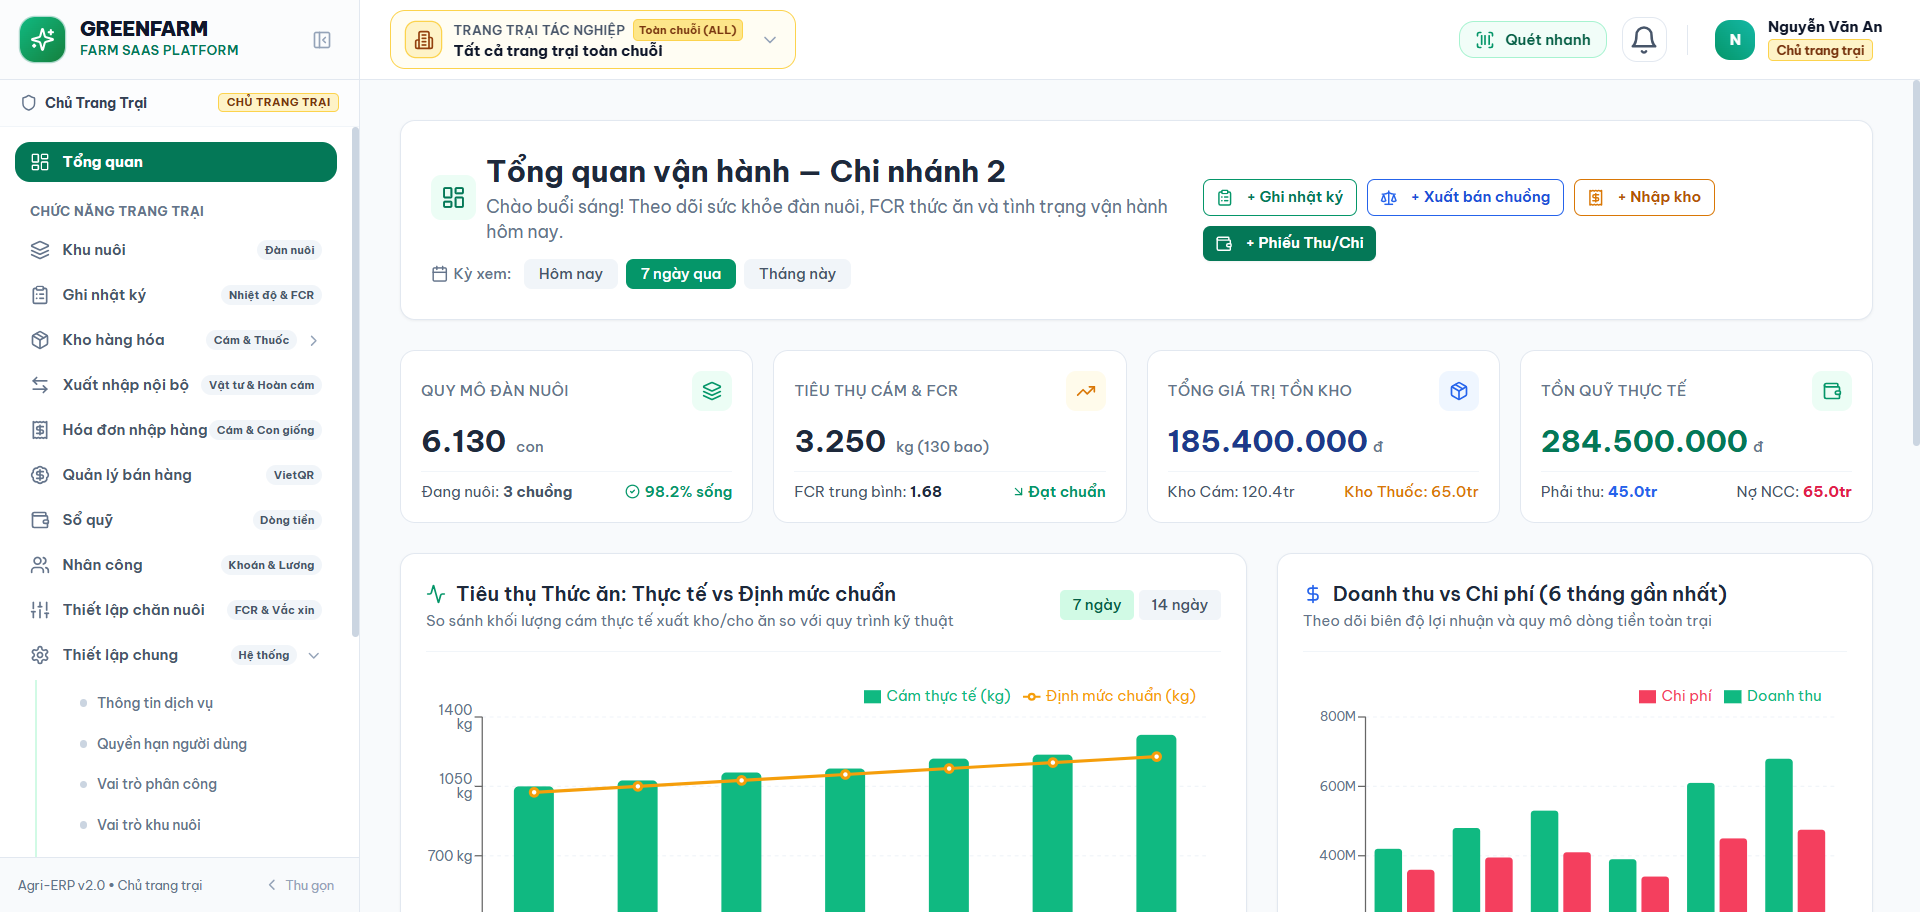 GREENFARM
FARM SAAS PLATFORM
TRANG TRẠI TÁC NGHIỆP Toàn chuỗi (ALL)
Tất cả trang trại toàn chuỗi
Quét nhanh
N
Nguyễn Văn An
Chủ trang trại
Chủ Trang Trại
CHỦ TRANG TRẠI
Tổng quan
CHỨC NĂNG TRANG TRẠI
Khu nuôi Đàn nuôi
Ghi nhật ký Nhiệt độ & FCR
Kho hàng hóa Cám & Thuốc
Xuất nhập nội bộ Vật tư & Hoàn cám
Hóa đơn nhập hàng Cám & Con giống
Quản lý bán hàng VietQR
Sổ quỹ Dòng tiền
Nhân công Khoán & Lương
Thiết lập chăn nuôi FCR & Vắc xin
Thiết lập chung Hệ thống
Thông tin dịch vụ
Quyền hạn người dùng
Vai trò phân công
Vai trò khu nuôi
Agri-ERP v2.0 • Chủ trang trại
Thu gọn
Tổng quan vận hành — Chi nhánh 2
Chào buổi sáng! Theo dõi sức khỏe đàn nuôi, FCR thức ăn và tình trạng vận hành
hôm nay.
Kỳ xem: Hôm nay 7 ngày qua Tháng này
+ Ghi nhật ký + Xuất bán chuồng + Nhập kho
+ Phiếu Thu/Chi
QUY MÔ ĐÀN NUÔI
6.130 con
Đang nuôi: 3 chuồng 98.2% sống
TIÊU THỤ CÁM & FCR
3.250 kg (130 bao)
FCR trung bình: 1.68 Đạt chuẩn
TỔNG GIÁ TRỊ TỒN KHO
185.400.000 đ
Kho Cám: 120.4tr Kho Thuốc: 65.0tr
TỒN QUỸ THỰC TẾ
284.500.000 đ
Phải thu: 45.0tr Nợ NCC: 65.0tr
Tiêu thụ Thức ăn: Thực tế vs Định mức chuẩn
So sánh khối lượng cám thực tế xuất kho/cho ăn so với quy trình kỹ thuật
7 ngày 14 ngày
Cám thực tế (kg) Định mức chuẩn (kg)
1400
kg
1050
kg
700 kg
Doanh thu vs Chi phí (6 tháng gần nhất)
Theo dõi biên độ lợi nhuận và quy mô dòng tiền toàn trại
Chi phí Doanh thu
800M
600M
400M